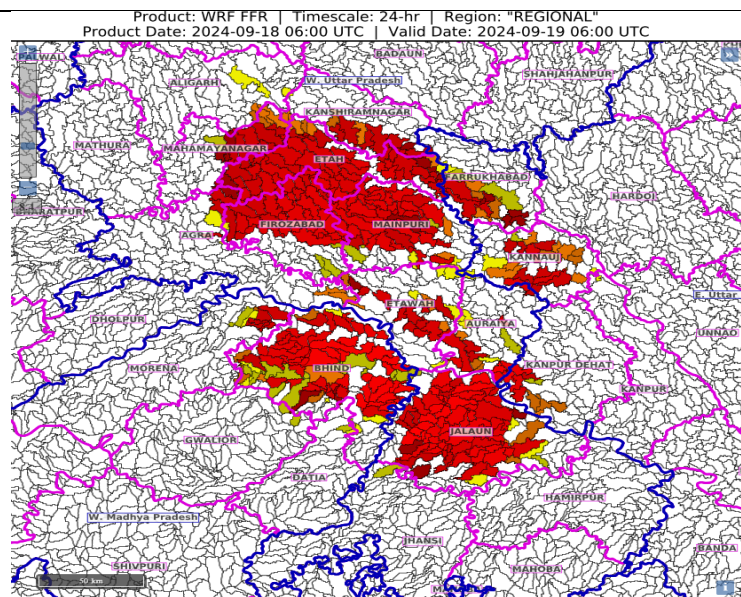 Product: WRF FFR | Timescale: 24-hr | Region: "REGIONAL"
Product Date: 2024-09-18 06:00 UTC | Valid Date: 2024-09-19 06:00 UTC
PALWAL
BADAUN
ALIGARH
W. Uttar Pradesh
SHAHJAHANPUR
KANSHIRAMNAGAR
MATHURA
MAHAMAYANAGAR
ETAH
FARRUKHABAD
HARDOI
FIROZABAD
MAINPURI
AGRA
KANNAUJ
E. Uttar
ETAWAH
DHOLPUR
AURAIYA
UNNAO
MORENA
BHIND
KANPUR DEHAT
KANPUR
GWALIOR
JALAUN
DATIA
HAMIRPUR
W. Madhya Pradesh
JHANSI
BANDA
SHIVPURI
MAHOBA
50 km